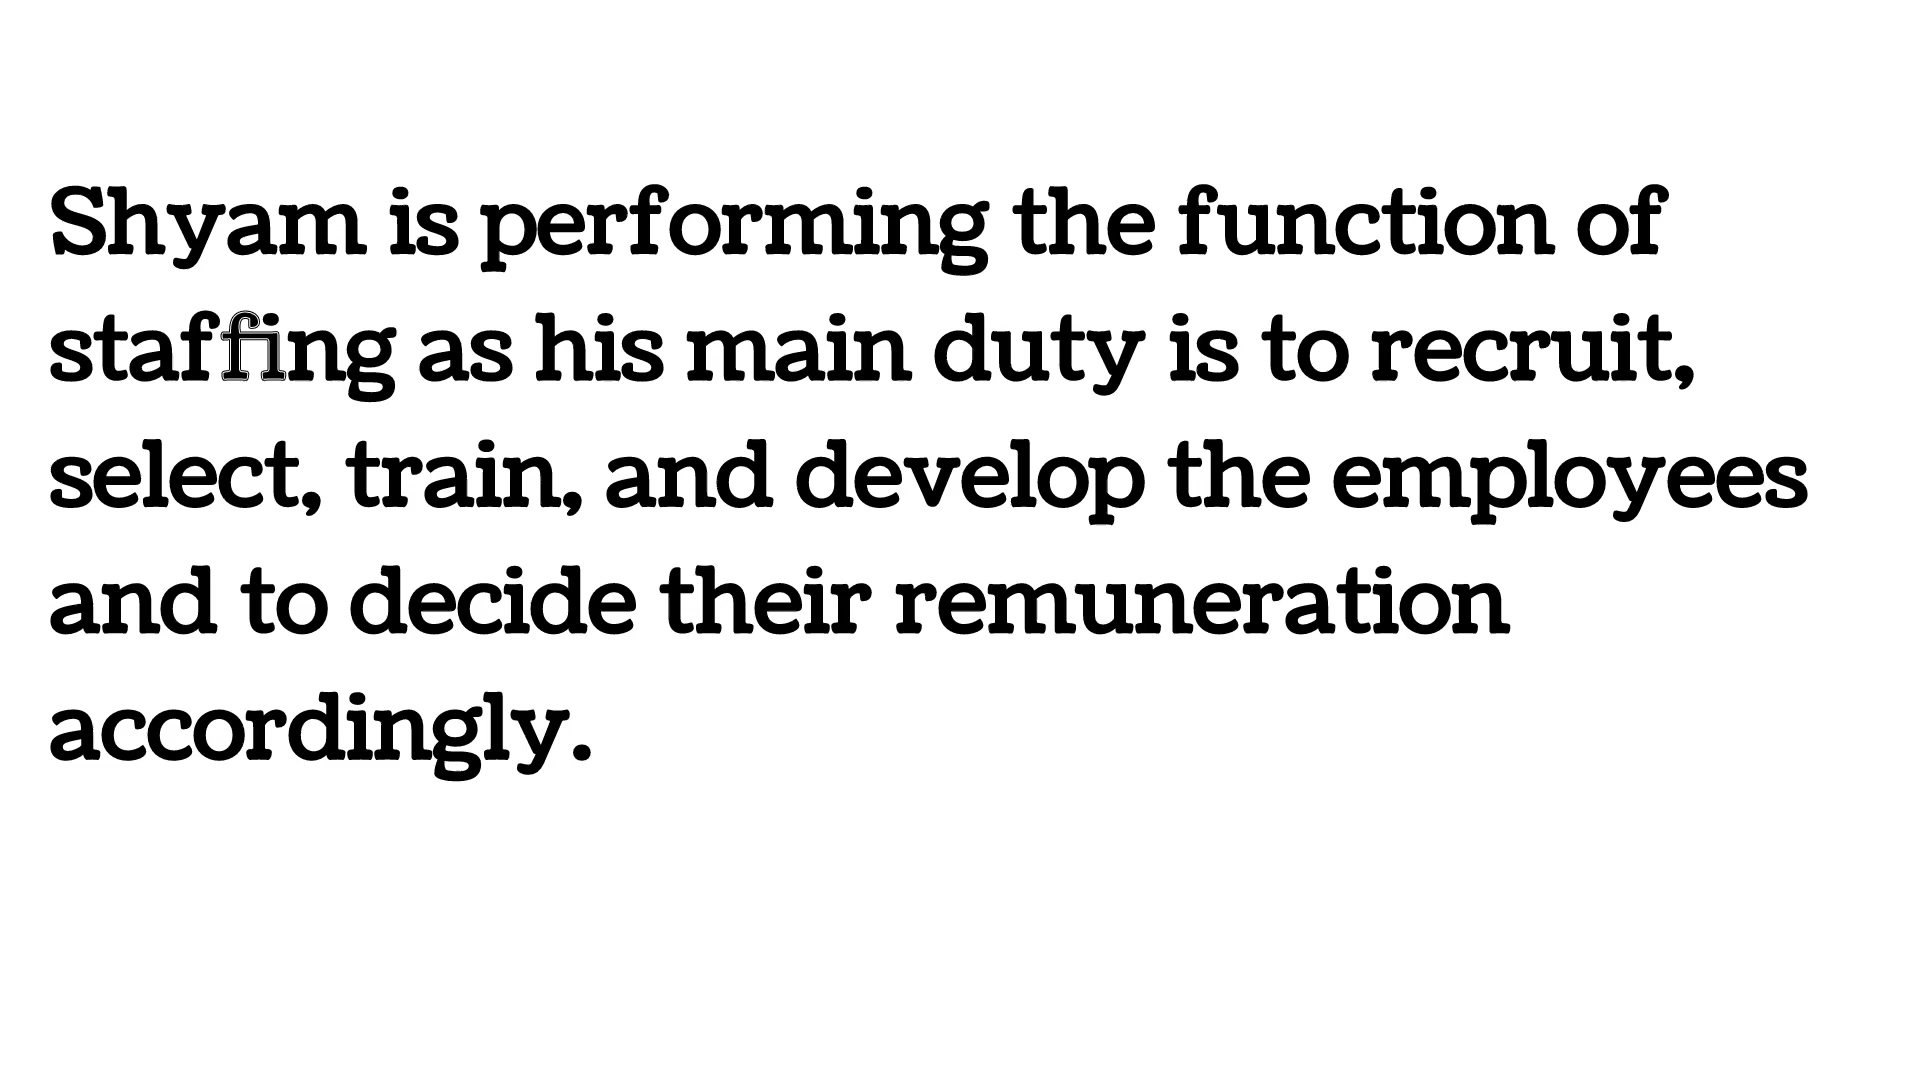 Shyam is performing the function of
staffing as his main duty is to recruit,
select, train, and develop the employees
and to decide their remuneration
accordingly.